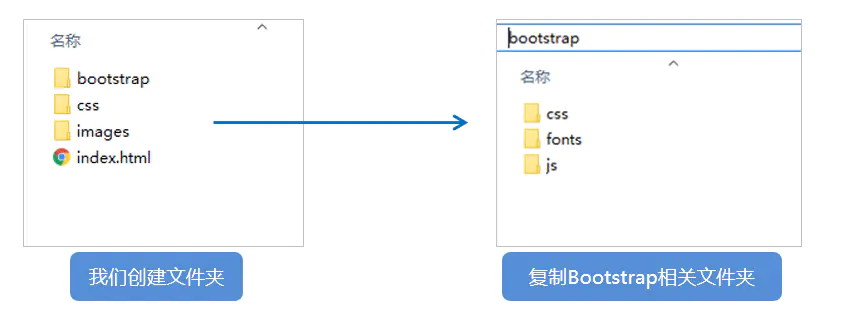 名称
bootstrap
css
images
index.html
我们创建文件夹
bootstrap
名称
css
fonts
js
复制Bootstrap相关文件夹